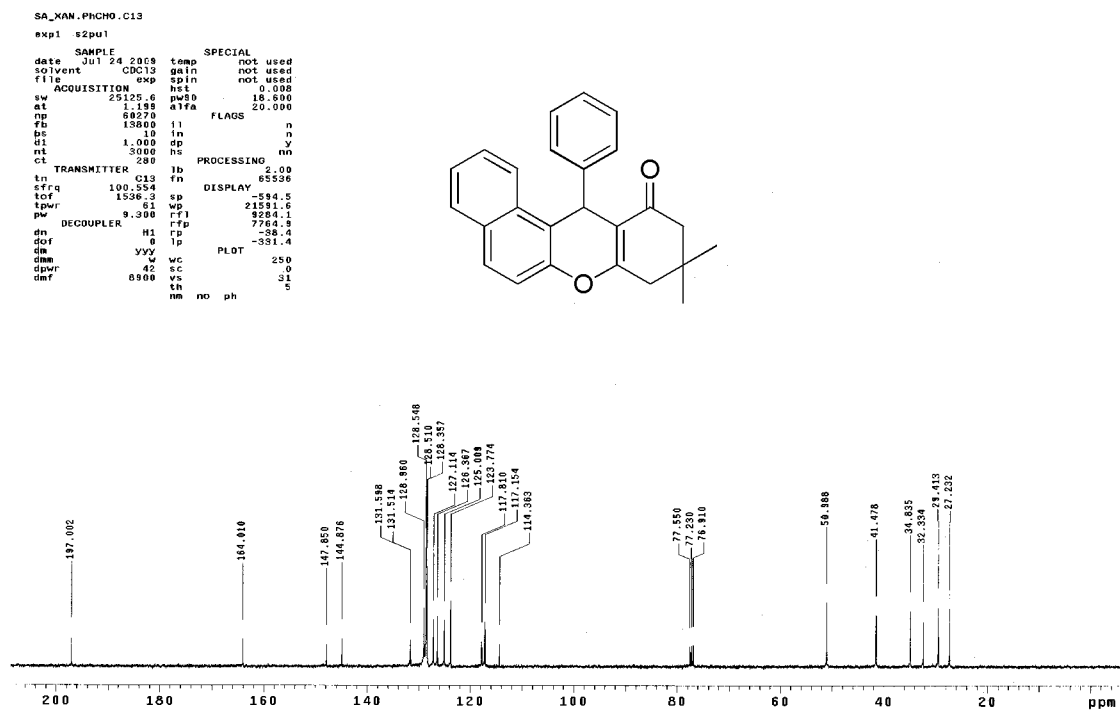 SA_XAN.PhCHO.C13
exp1 s2pul
SAMPLE
date Jul 24 2009
solvent CDCl3
file exp
ACQUISITION
sw 25125.6
at 1.199
np 60270
fb 13800
bs 10
d1 1.000
nt 3000
ct 280
TRANSMITTER
tn C13
sfrq 100.554
tof 1536.3
tpwr 61
pw 9.300
DECOUPLER
dn H1
dof 0
dm yyy
dmm w
dpwr 42
dmf 8900
SPECIAL
temp not used
gain not used
spin not used
hst 0.008
pw90 18.600
alfa 20.000
FLAGS
il n
in n
dp y
hs nn
PROCESSING
lb 2.00
fn 65536
DISPLAY
sp -594.5
wp 21591.6
rfl 9284.1
rfp 7764.9
rp -38.4
lp -331.4
PLOT
wc 250
sc 0
vs 31
th 5
nm no ph
O
O
197.002
164.010
147.850
144.876
131.598
131.514
128.960
128.548
128.510
128.357
127.114
126.367
125.009
123.774
117.810
117.154
114.363
77.550
77.230
76.910
50.988
41.478
34.835
32.334
29.413
27.232
200 180 160 140 120 100 80 60 40 20 ppm